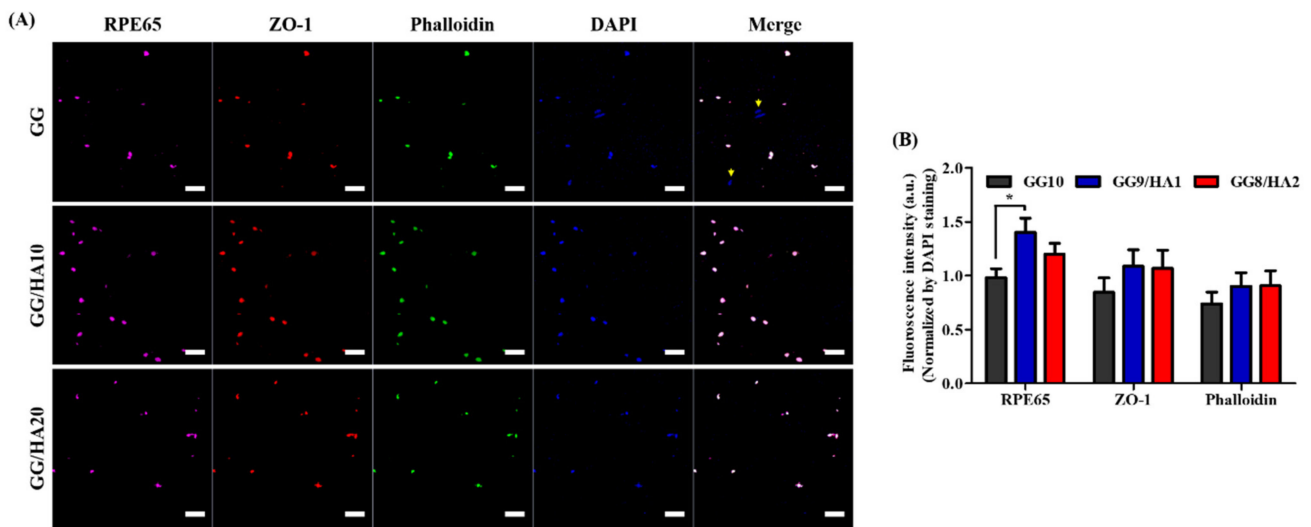 (A)
RPE65 ZO-1 Phalloidin DAPI Merge
GG
GG/HA10
GG/HA20
(B)
Fluoroscence intensity (a.u.)
(Normalized by DAPI staining)
2.0
1.5
1.0
0.5
0.0
GG10 GG9/HA1 GG8/HA2
*
RPE65 ZO-1 Phalloidin